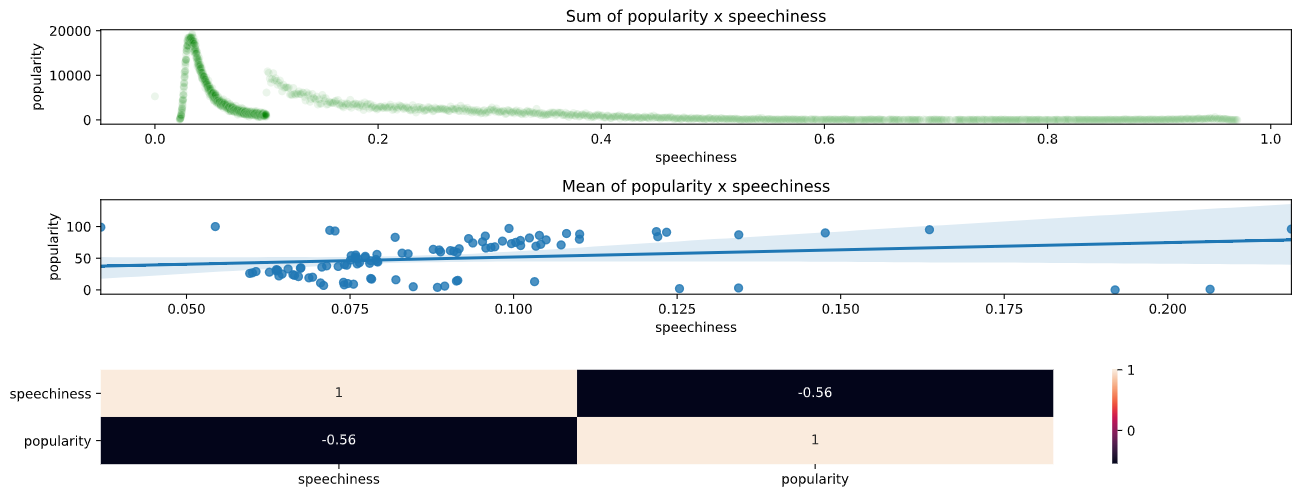 Sum of popularity x speechiness
20000
10000
0
popularity
0.0 0.2 0.4 0.6 0.8 1.0
speechiness
Mean of popularity x speechiness
100
50
0
popularity
0.050 0.075 0.100 0.125 0.150 0.175 0.200
speechiness
speechiness 1 -0.56
popularity -0.56 1
speechiness popularity
1
0